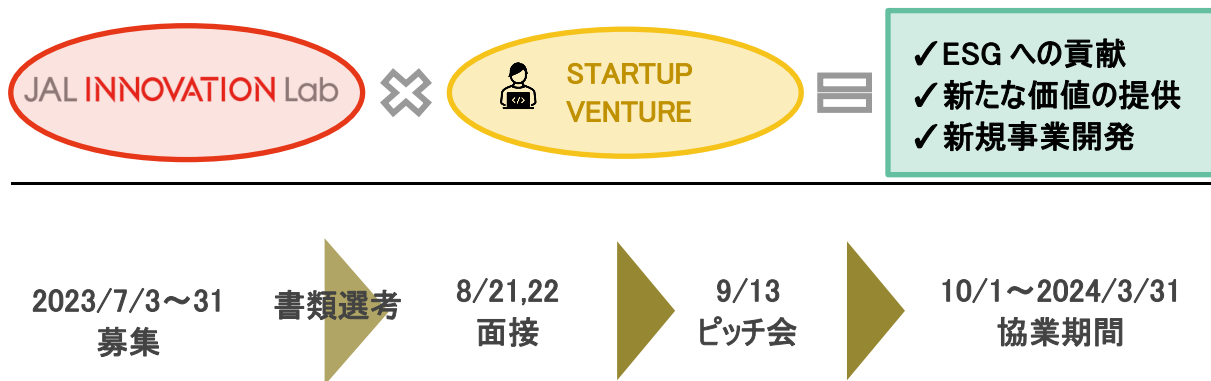 JAL INNOVATION Lab
STARTUP
VENTURE
✓ESG への貢献
✓新たな価値の提供
✓新規事業開発
2023/7/3～31
募集
書類選考
8/21,22
面接
9/13
ピッチ会
10/1～2024/3/31
協業期間